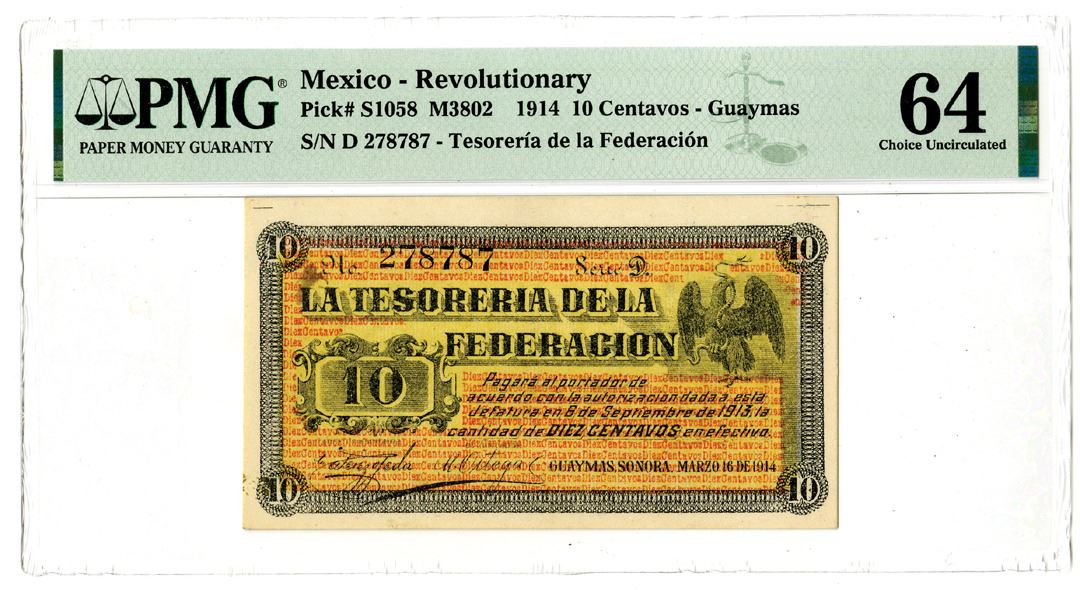 PMG®
PAPER MONEY GUARANTY
Mexico - Revolutionary
Pick# S1058 M3802 1914 10 Centavos - Guaymas
S/N D 278787 - Tesorería de la Federación
64
Choice Uncirculated
10 10
No. 278787 Serie D.
LA TESORERIA DE LA
FEDERACION
10
Pagará al portador de
acuerdo con la autorización dada a esta
defatura en 8 de Septiembre de 1913, la
cantidad de DIEZ CENTAVOS en efectivo.
GUAYMAS, SONORA, MARZO 16 DE 1914
10 10